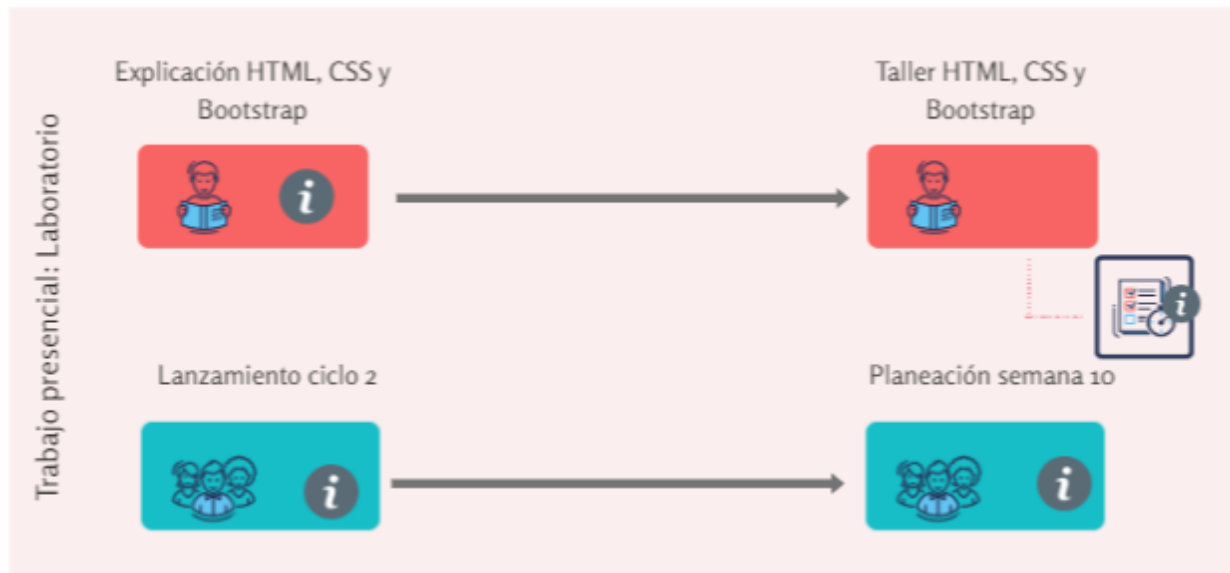 Trabajo presencial: Laboratorio
Explicación HTML, CSS y
Bootstrap
Taller HTML, CSS y
Bootstrap
i
i
Lanzamiento ciclo 2
Planeación semana 10
i
i